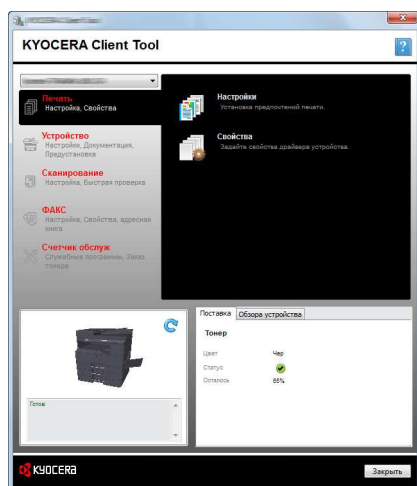 KYOCERA Client Tool
?
Печать
Настройка, Свойства
Устройство
Настройки, Документация,
Предустановка
Сканирование
Настройка, Быстрая проверка
ФАКС
Настройка, Свойства, адресная
книга
Счетчик обслуж
Служебные программы, Заказ
тонера
Настройки
Установка предпостений печати.
Свойства
Задайте свойства драйвера устройства.
Поставка
Обзора устройства
Тонер
Цвет Чер
Статус
Осталось 65%
Готов
KYOCERA
Закрыть